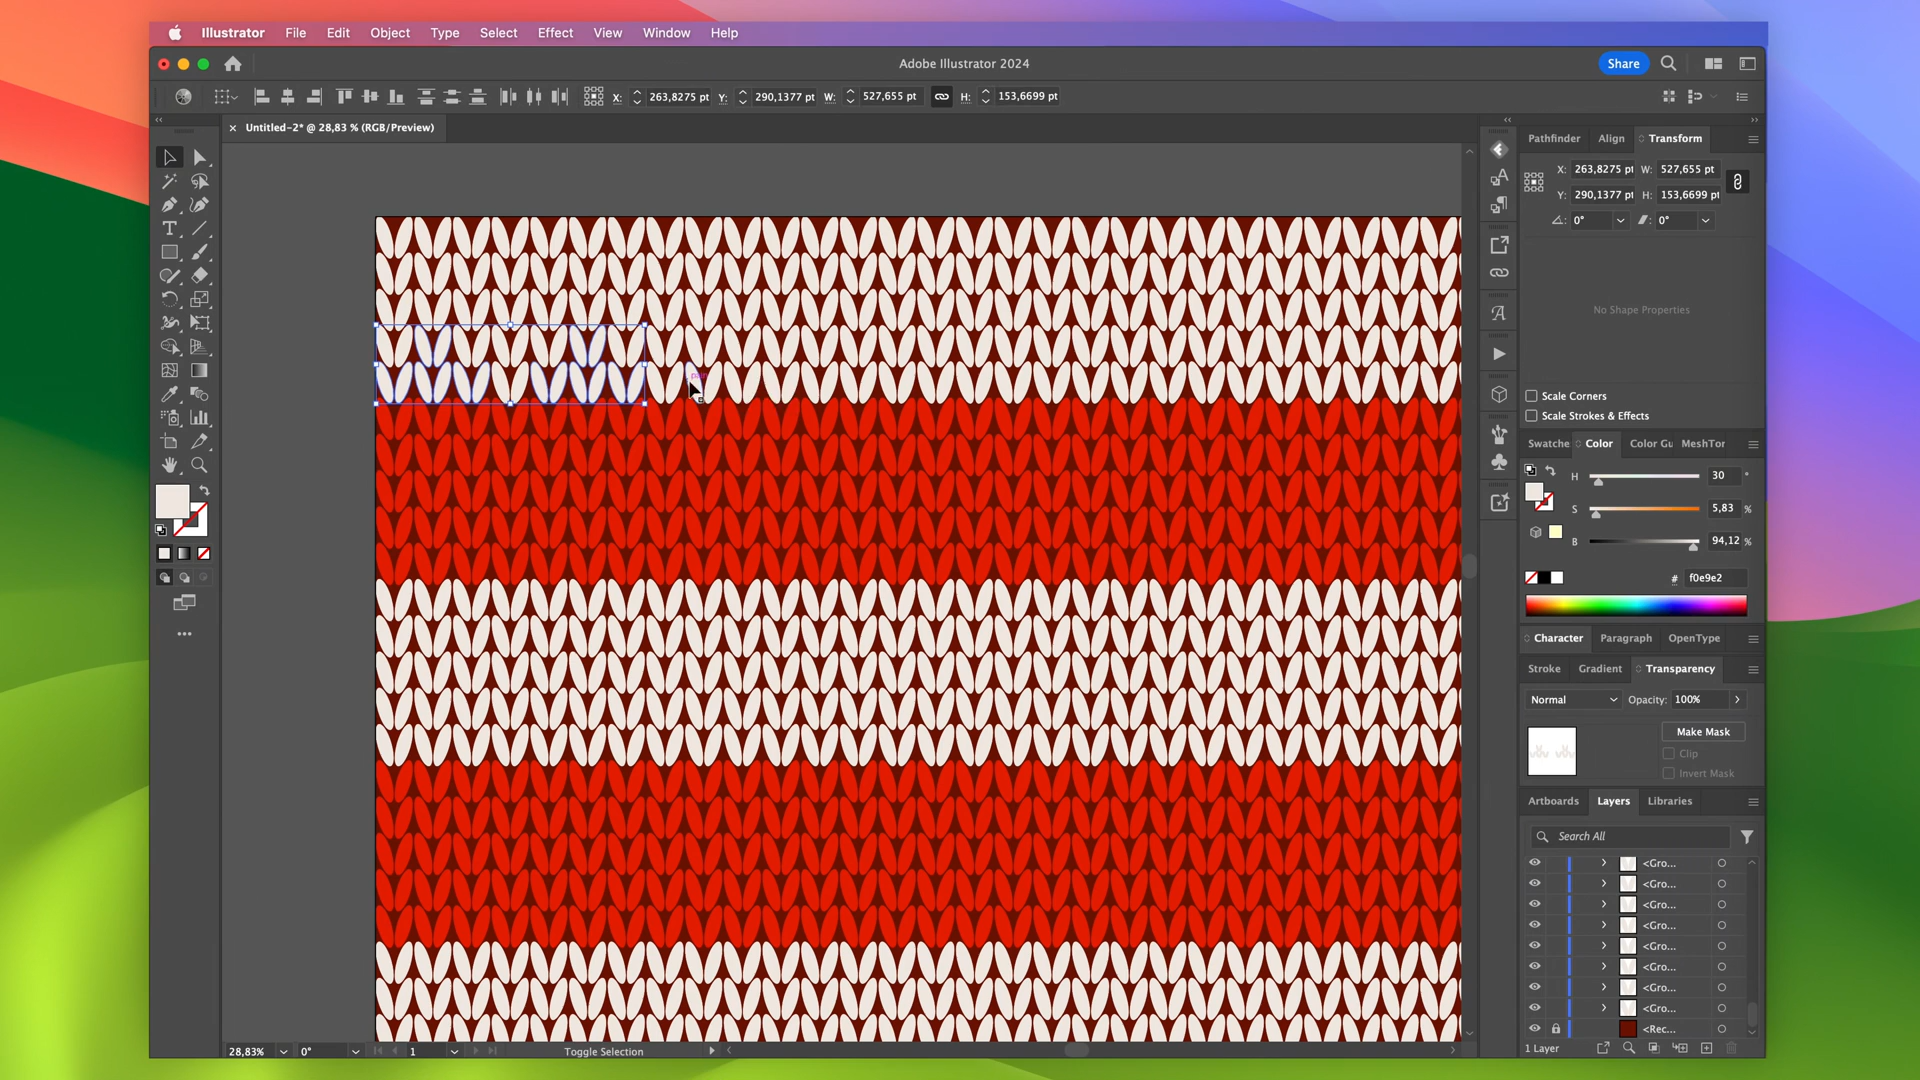 Illustrator File Edit Object Type Select Effect View Window Help
Adobe Illustrator 2024
Share
X: 263,8275 pt Y: 290,1377 pt W: 527,655 pt H: 153,6699 pt
Untitled-2* @ 28,83 % (RGB/Preview)
Pathfinder Align Transform
X: 263,8275 pt W: 527,655 pt
Y: 290,1377 pt H: 153,6699 pt
0° 0°
No Shape Properties
Scale Corners
Scale Strokes & Effects
Swatche Color Color Gu MeshTor
H 30 °
S 5,83 %
B 94,12 %
# f0e9e2
Character Paragraph OpenType
Stroke Gradient Transparency
Normal Opacity: 100%
Make Mask
Clip
Invert Mask
Artboards Layers Libraries
Search All
<Gro...
<Gro...
<Gro...
<Gro...
<Gro...
<Gro...
<Gro...
<Gro...
<Rec...
1 Layer
28,83% 0° 1 Toggle Selection